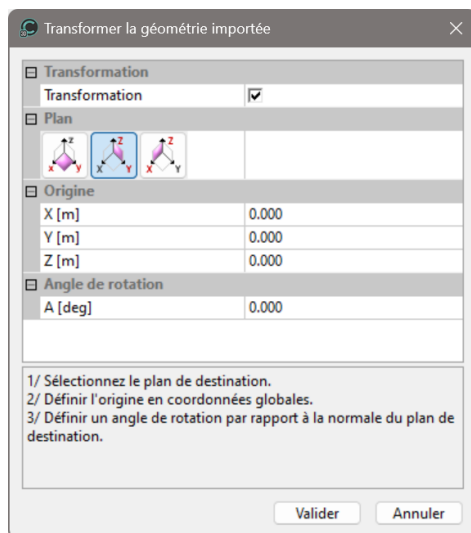 Transformer la géométrie importée
Transformation
Transformation
Plan
z x y
Z X Y
Z X Y
Origine
X [m] 0.000
Y [m] 0.000
Z [m] 0.000
Angle de rotation
A [deg] 0.000
1/ Sélectionnez le plan de destination.
2/ Définir l'origine en coordonnées globales.
3/ Définir un angle de rotation par rapport à la normale du plan de
destination.
Valider Annuler